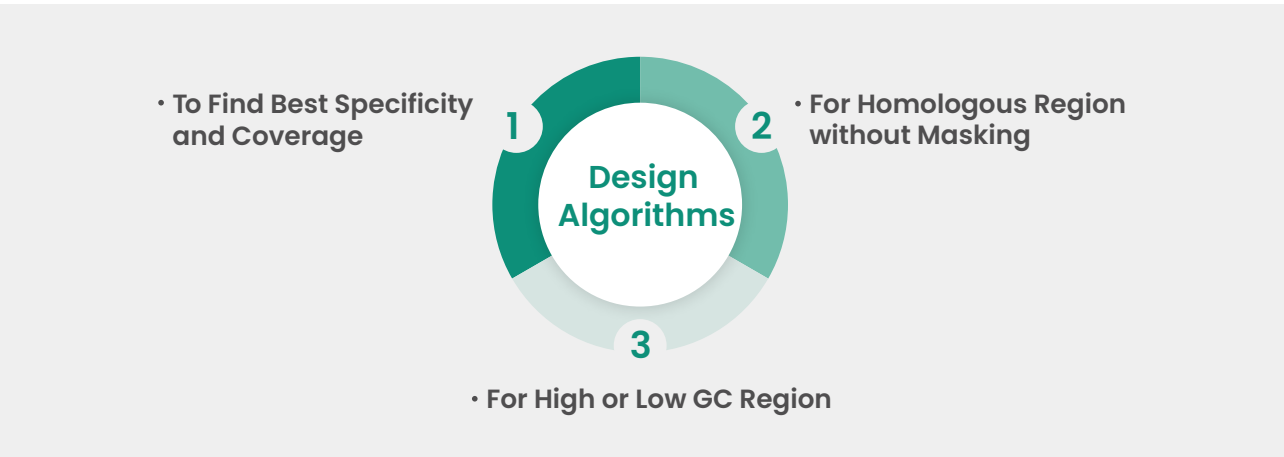 • To Find Best Specificity
and Coverage
1
Design
Algorithms
2
• For Homologous Region
without Masking
3
• For High or Low GC Region